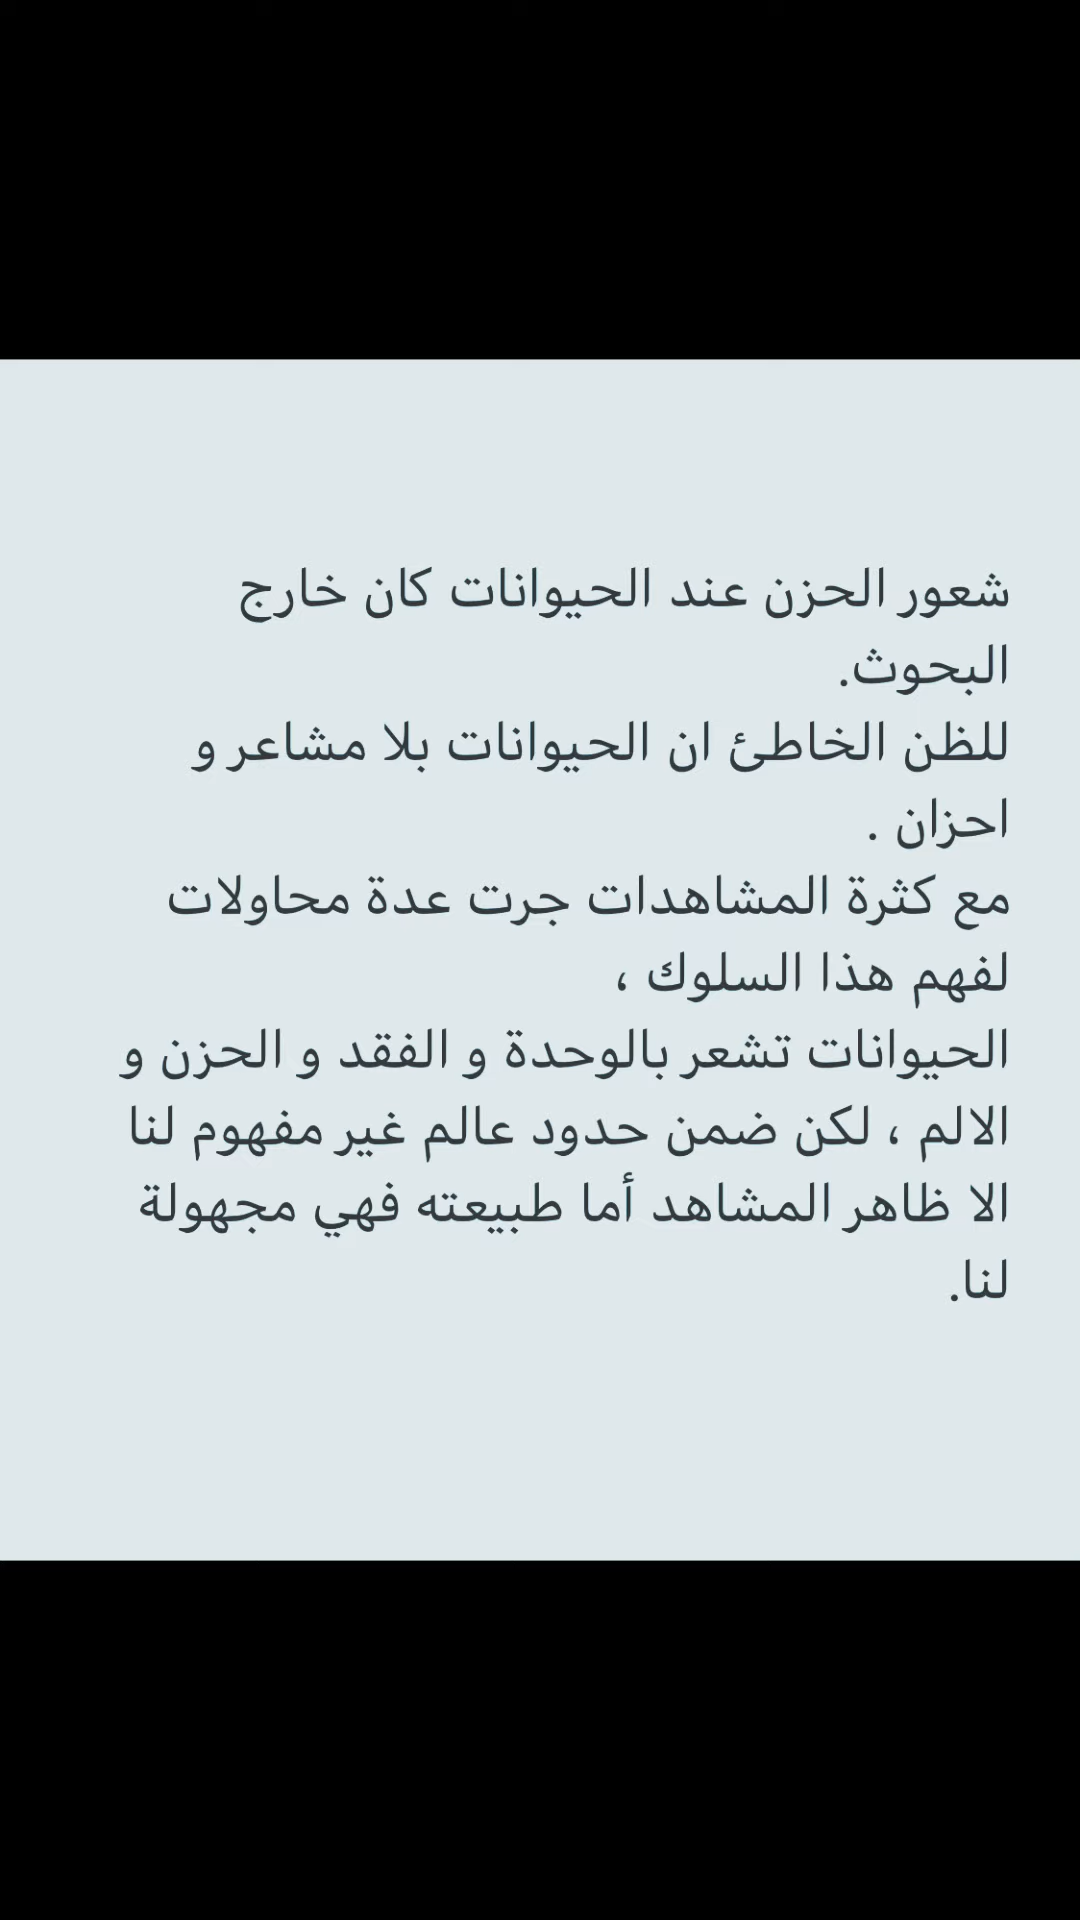 شعور الحزن عند الحيوانات كان خارج
البحوث.
للظن الخاطئ ان الحيوانات بلا مشاعر و
احزان .
مع كثرة المشاهدات جرت عدة محاولات
لفهم هذا السلوك ،
الحيوانات تشعر بالوحدة و الفقد و الحزن و
الالم ، لكن ضمن حدود عالم غير مفهوم لنا
الا ظاهر المشاهد أما طبيعته فهي مجهولة
لنا.